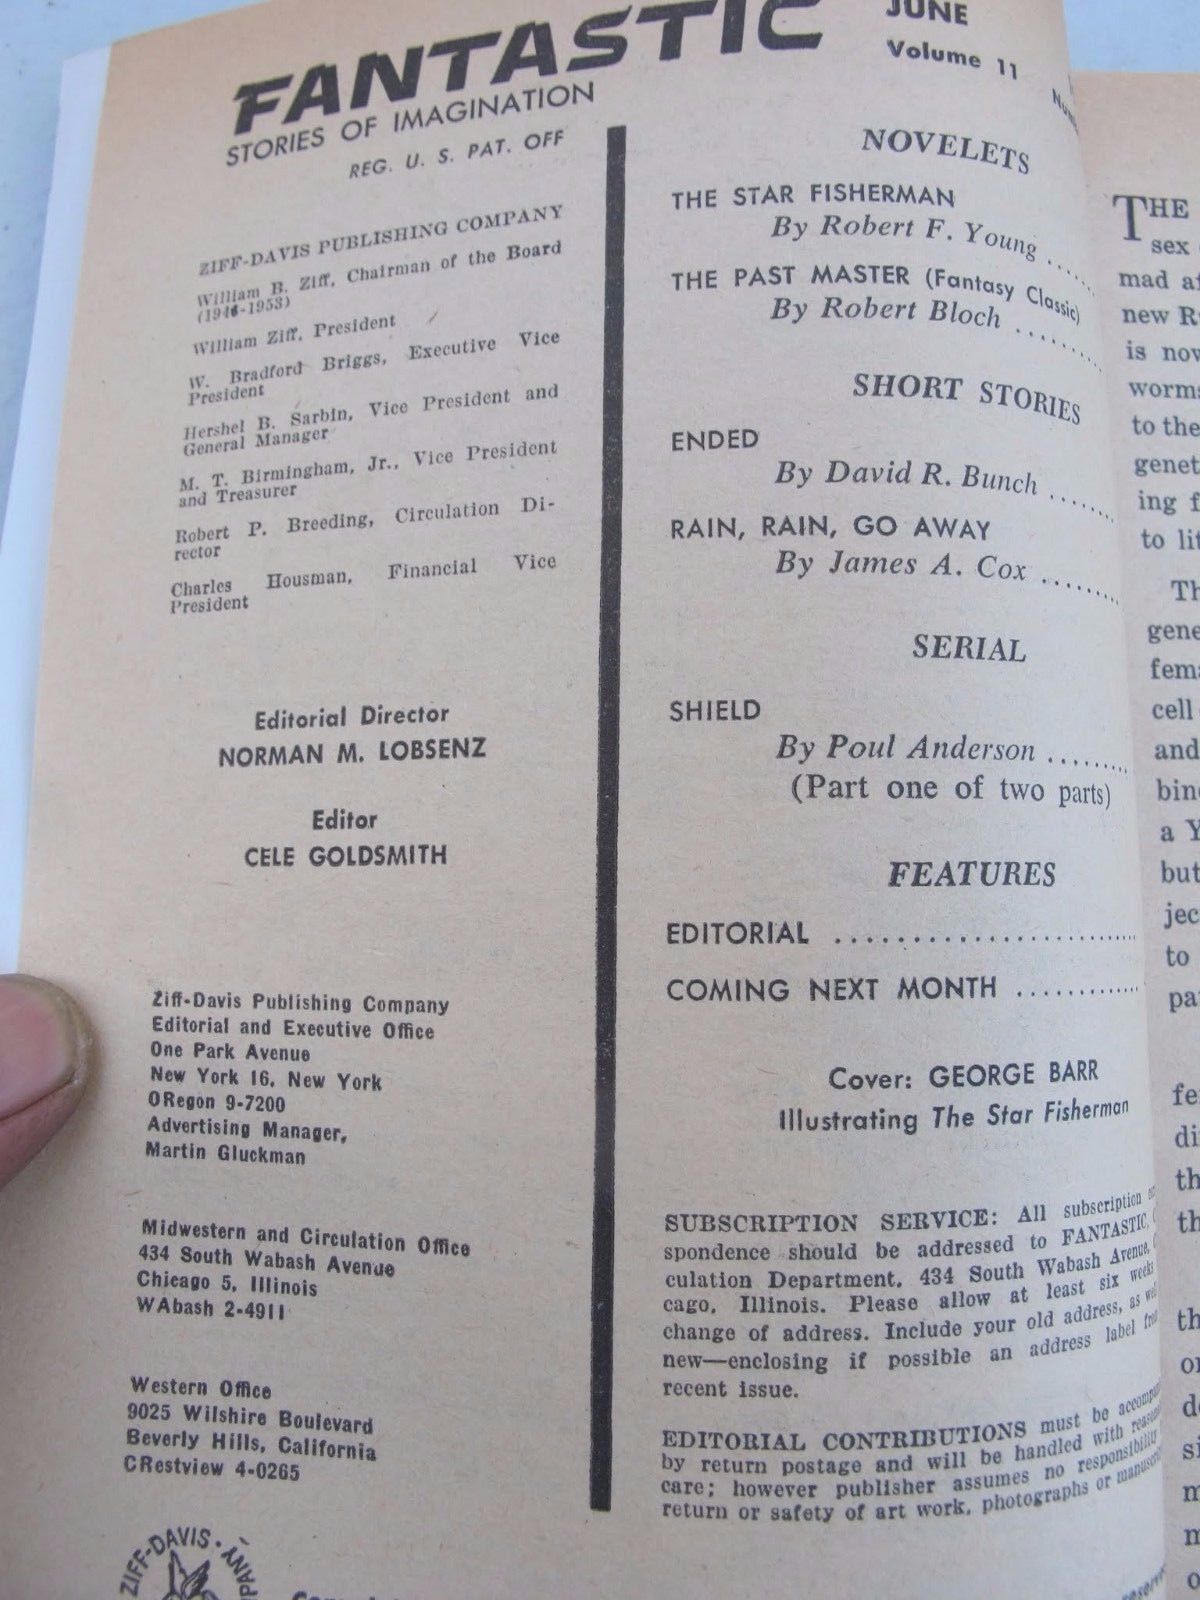 FANTASTIC
STORIES OF IMAGINATION
REG. U. S. PAT. OFF
ZIFF-DAVIS PUBLISHING COMPANY
William B. Ziff, Chairman of the Board
(1946-1953)
William Ziff, President
W. Bradford Briggs, Executive Vice
President
Hershel B. Sarbin, Vice President and
General Manager
M. T. Birmingham, Jr., Vice President
and Treasurer
Robert P. Breeding, Circulation Di-
rector
Charles Housman, Financial Vice
President
Editorial Director
NORMAN M. LOBSENZ
Editor
CELE GOLDSMITH
Ziff-Davis Publishing Company
Editorial and Executive Office
One Park Avenue
New York 16, New York
ORegon 9-7200
Advertising Manager,
Martin Gluckman
Midwestern and Circulation Office
434 South Wabash Avenue
Chicago 5, Illinois
WAbash 2-4911
Western Office
9025 Wilshire Boulevard
Beverly Hills, California
CRestview 4-0265
ZIFF-DAVIS
JUNE
Volume 11
NOVELETS
THE STAR FISHERMAN
By Robert F. Young ......
THE PAST MASTER (Fantasy Classic)
By Robert Bloch ............
SHORT STORIES
ENDED
By David R. Bunch .........
RAIN, RAIN, GO AWAY
By James A. Cox ..........
SERIAL
SHIELD
By Poul Anderson .........
(Part one of two parts)
FEATURES
EDITORIAL ........................
COMING NEXT MONTH ............
Cover: GEORGE BARR
Illustrating The Star Fisherman
SUBSCRIPTION SERVICE: All subscription
spondence should be addressed to FANTASTIC,
culation Department, 434 South Wabash Avenue,
cago, Illinois. Please allow at least six weeks
change of address. Include your old address, as
new—enclosing if possible an address label
recent issue.
EDITORIAL CONTRIBUTIONS must be
by return postage and will be handled with
care; however publisher assumes no responsibility
return or safety of art work, photographs or
THE
sex
mad
new
is
worms
to the
ing
to
cell
and
a
but
to